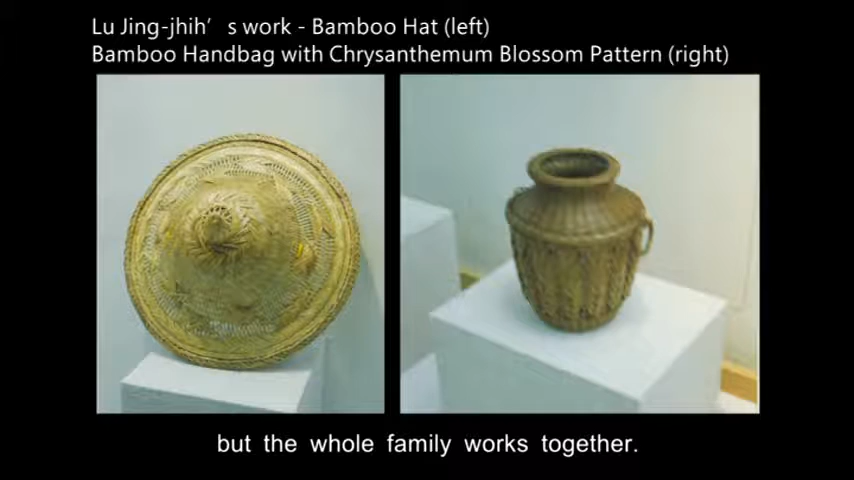 Lu Jing-jhih’s work - Bamboo Hat (left)
Bamboo Handbag with Chrysanthemum Blossom Pattern (right)
but the whole family works together.